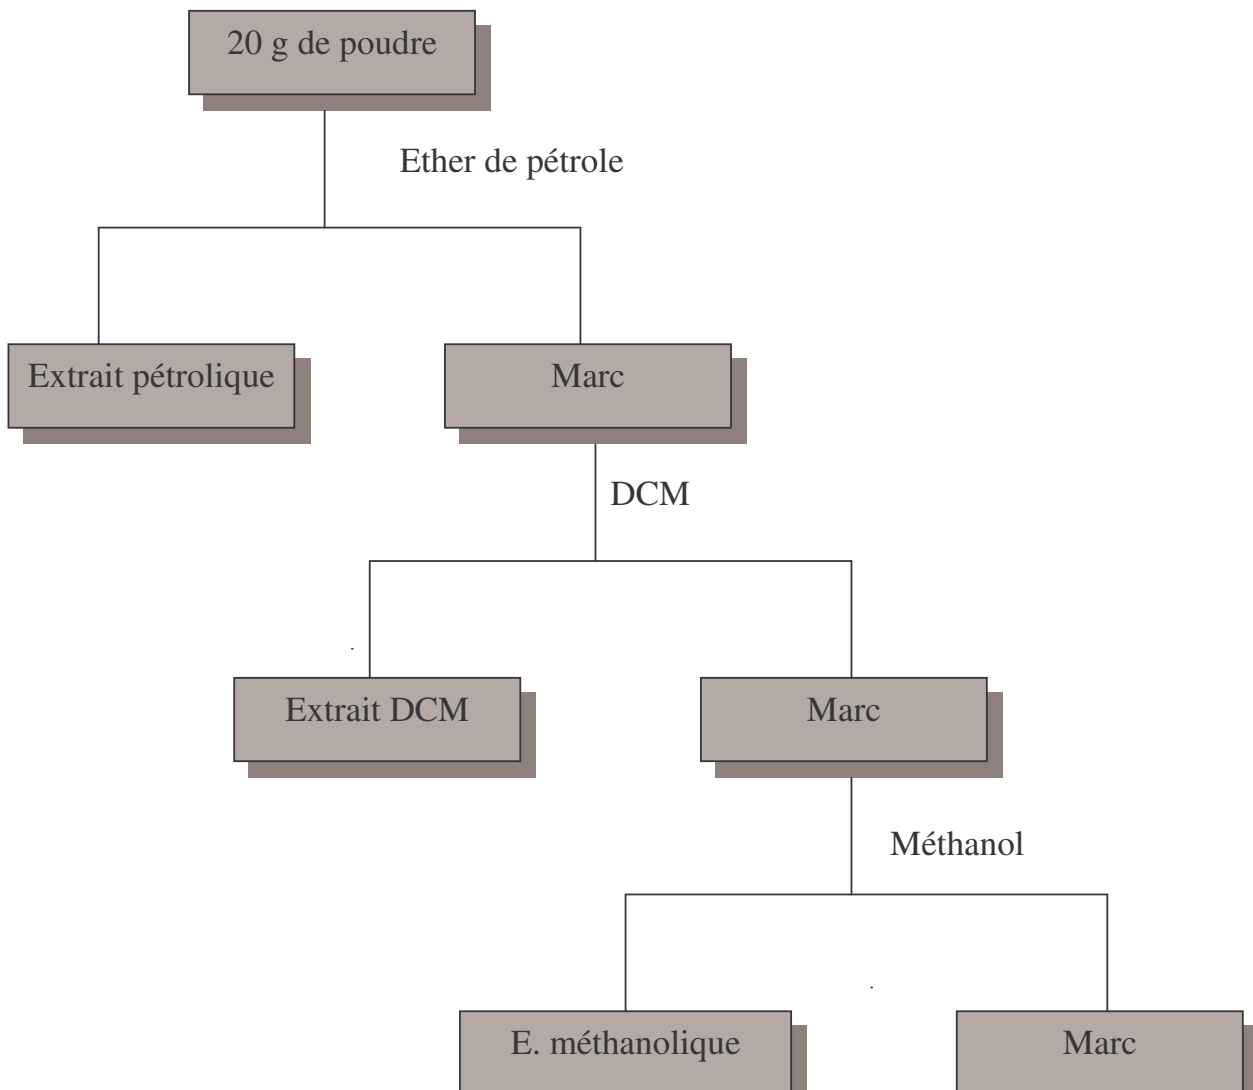 20 g de poudre
Ether de pétrole
Extrait pétrolique
Marc
DCM
Extrait DCM
Marc
Méthanol
E. méthanolique
Marc